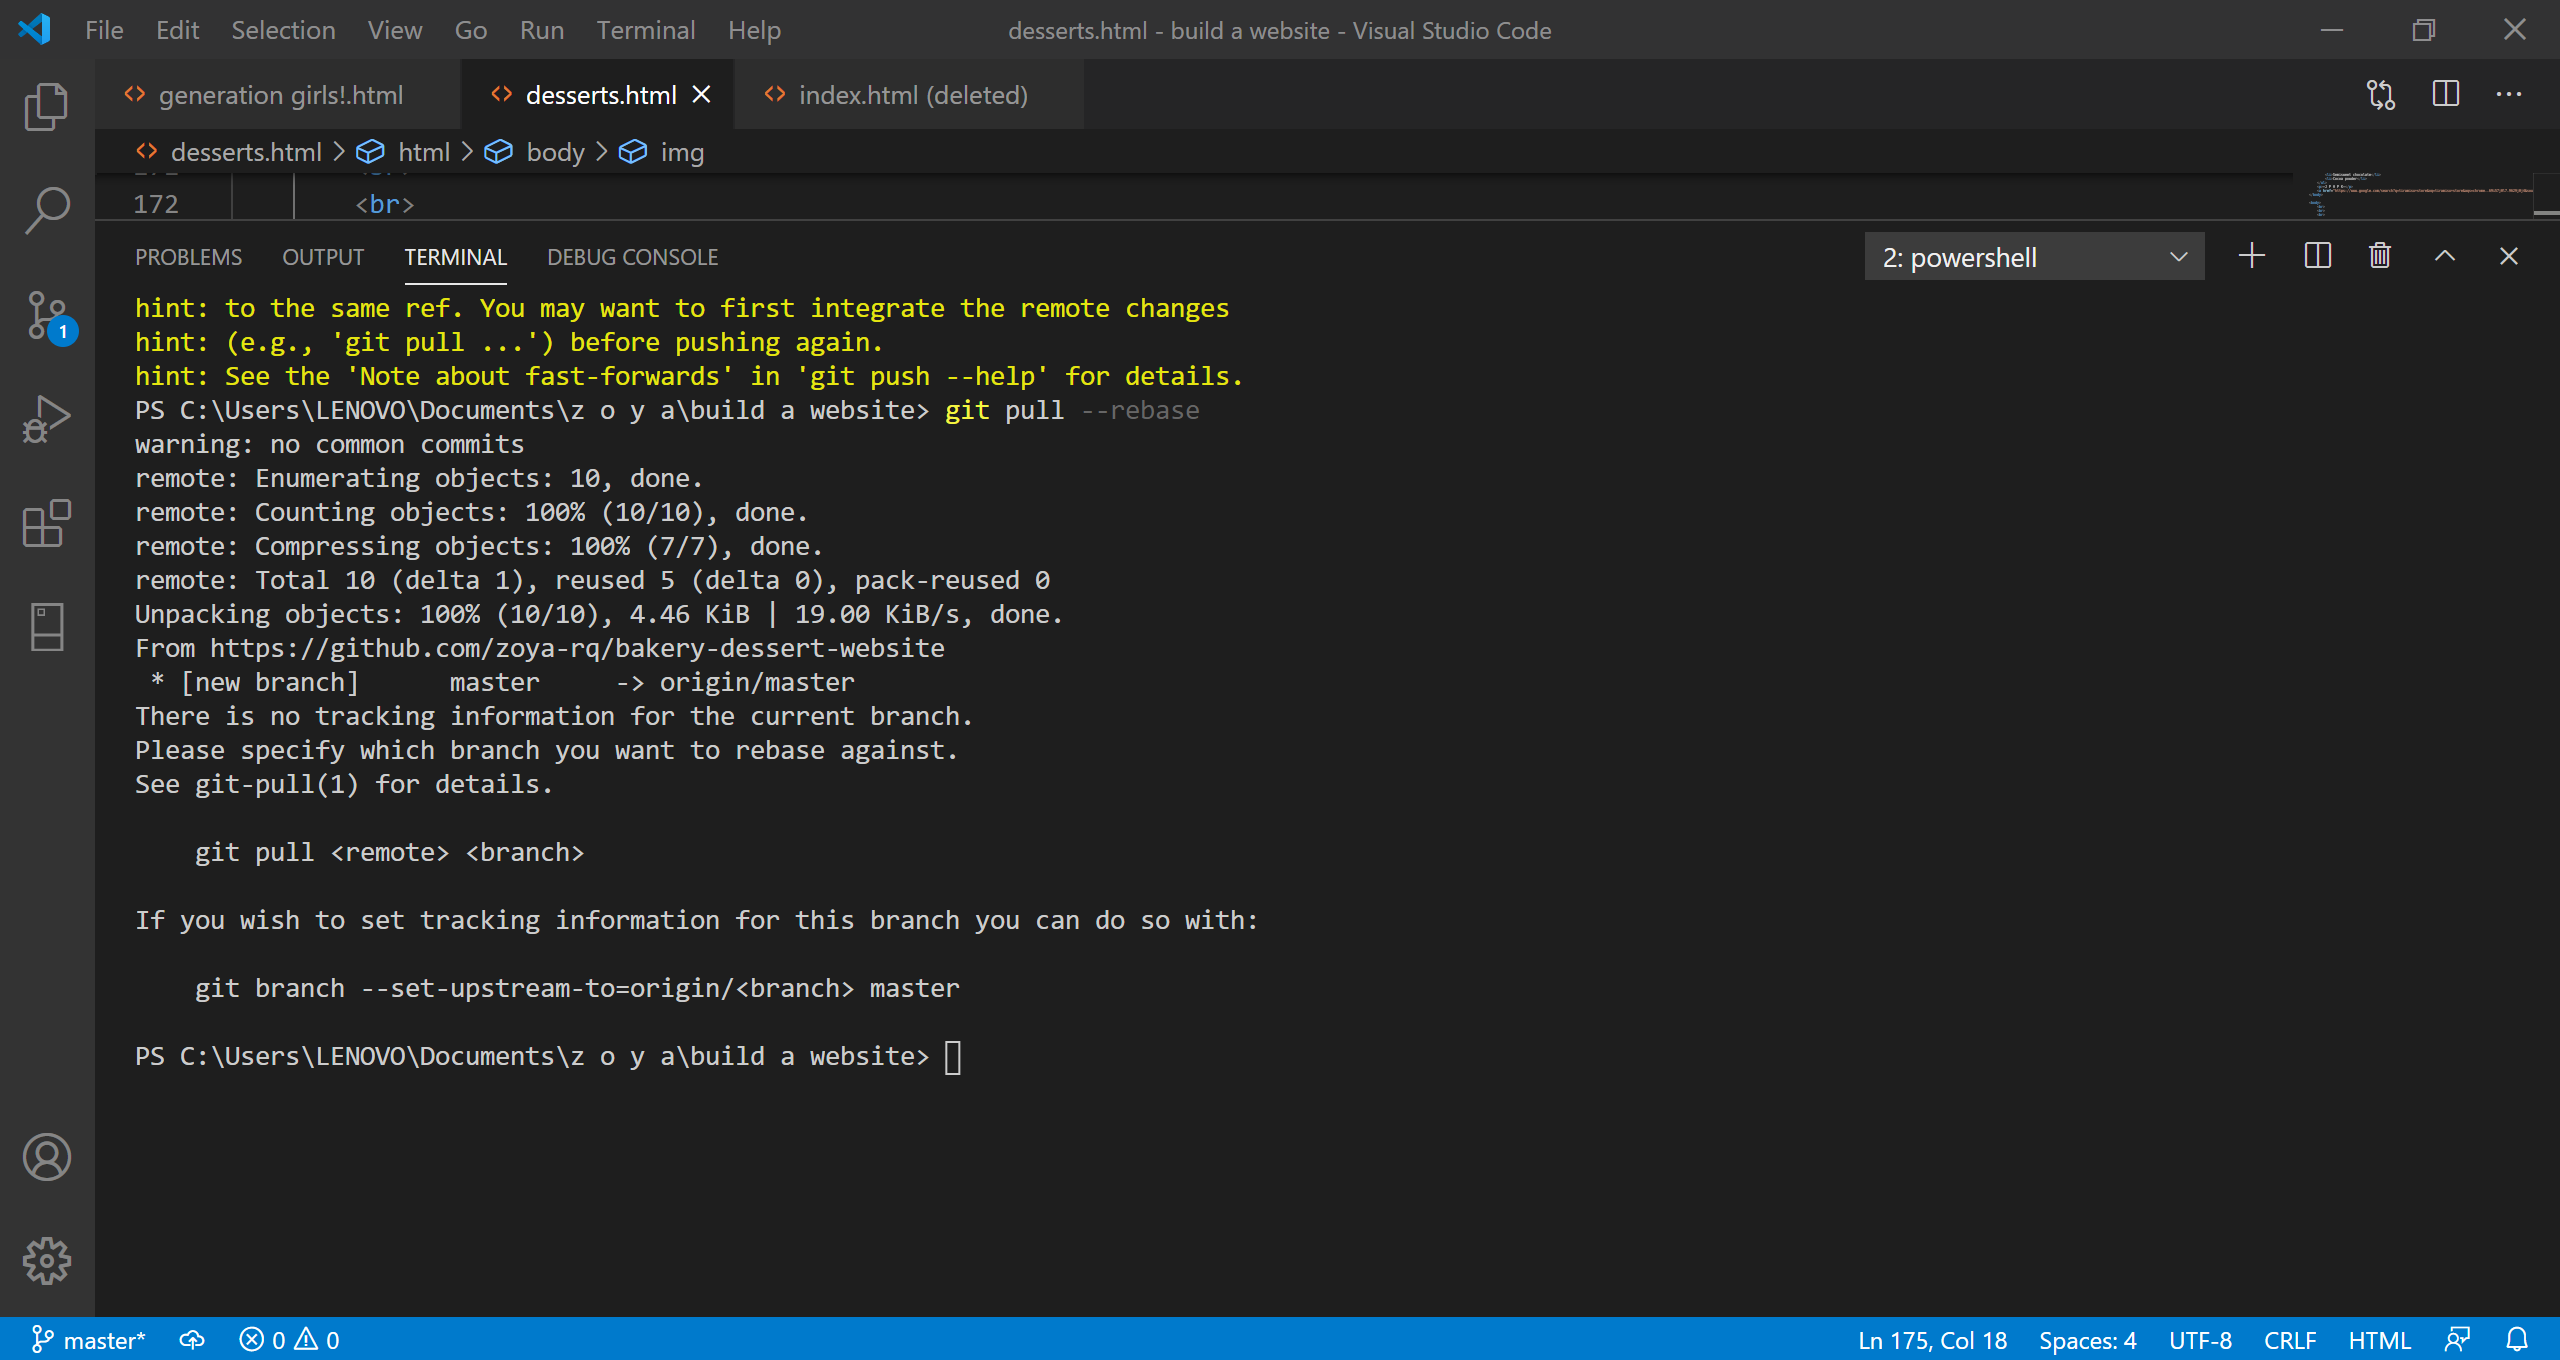 File Edit Selection View Go Run Terminal Help desserts.html - build a website - Visual Studio Code
generation girls!.html desserts.html index.html (deleted)
desserts.html > html > body > img
172 <br>
PROBLEMS OUTPUT TERMINAL DEBUG CONSOLE 2: powershell
hint: to the same ref. You may want to first integrate the remote changes
hint: (e.g., 'git pull ...') before pushing again.
hint: See the 'Note about fast-forwards' in 'git push --help' for details.
PS C:\Users\LENOVO\Documents\z o y a\build a website> git pull --rebase
warning: no common commits
remote: Enumerating objects: 10, done.
remote: Counting objects: 100% (10/10), done.
remote: Compressing objects: 100% (7/7), done.
remote: Total 10 (delta 1), reused 5 (delta 0), pack-reused 0
Unpacking objects: 100% (10/10), 4.46 KiB | 19.00 KiB/s, done.
From https://github.com/zoya-rq/bakery-dessert-website
 * [new branch]      master     -> origin/master
There is no tracking information for the current branch.
Please specify which branch you want to rebase against.
See git-pull(1) for details.
    git pull <remote> <branch>
If you wish to set tracking information for this branch you can do so with:
    git branch --set-upstream-to=origin/<branch> master
PS C:\Users\LENOVO\Documents\z o y a\build a website>
1
master* 0 0 Ln 175, Col 18 Spaces: 4 UTF-8 CRLF HTML